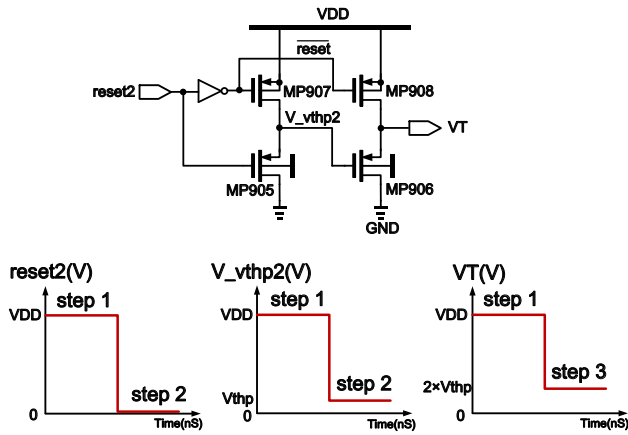 VDD
reset
reset2
MP907
MP908
V_vthp2
VT
MP905
MP906
GND
reset2(V)
V_vthp2(V)
VT(V)
step 1
step 1
step 1
VDD
VDD
VDD
step 2
step 2
step 3
Vthp
2×Vthp
0
0
0
Time(nS)
Time(nS)
Time(nS)